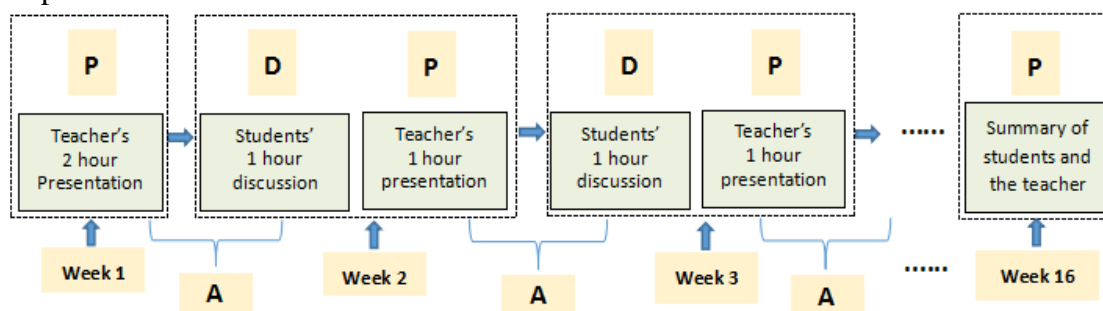 P
D
P
D
P
P
Teacher's
2 hour
Presentation
Students'
1 hour
discussion
Teacher's
1 hour
presentation
Students'
1 hour
discussion
Teacher's
1 hour
presentation
......
Summary of
students and
the teacher
Week 1
A
Week 2
A
Week 3
A
......
Week 16